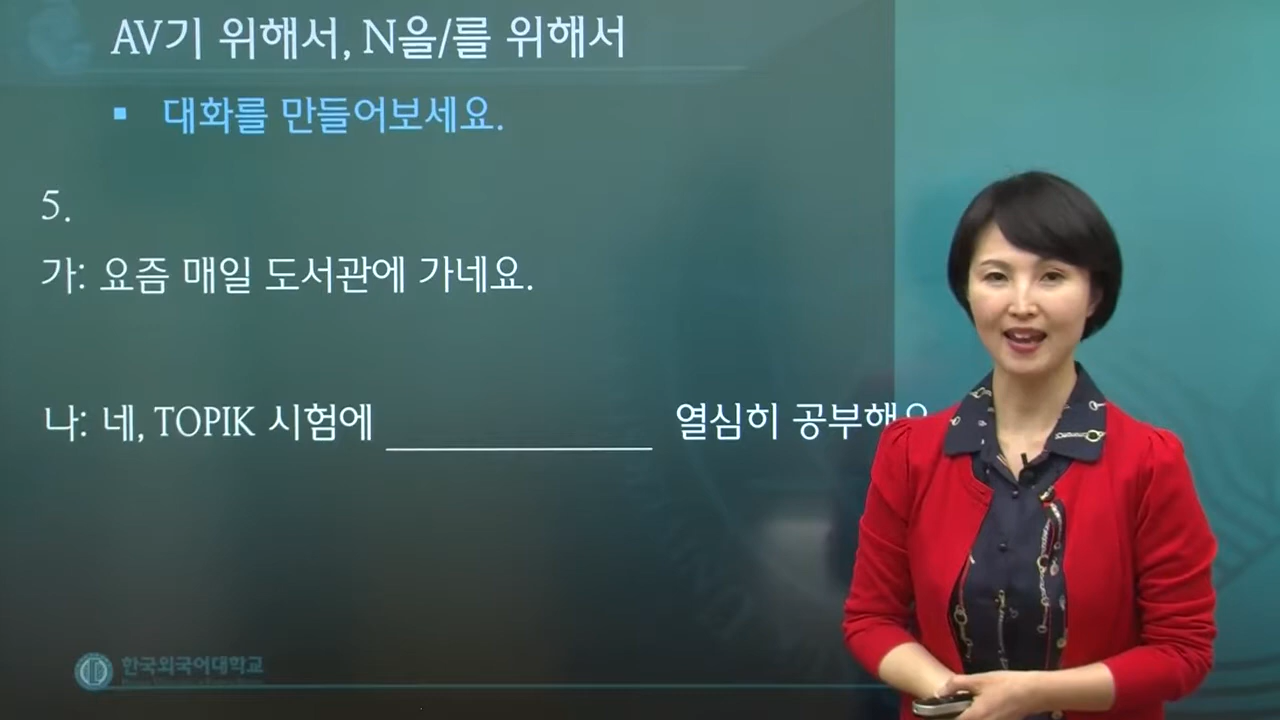 AV기 위해서, N을/를 위해서
▪ 대화를 만들어보세요.
5.
가: 요즘 매일 도서관에 가네요.
나: 네, TOPIK 시험에 ____________ 열심히 공부해요
한국외국어대학교